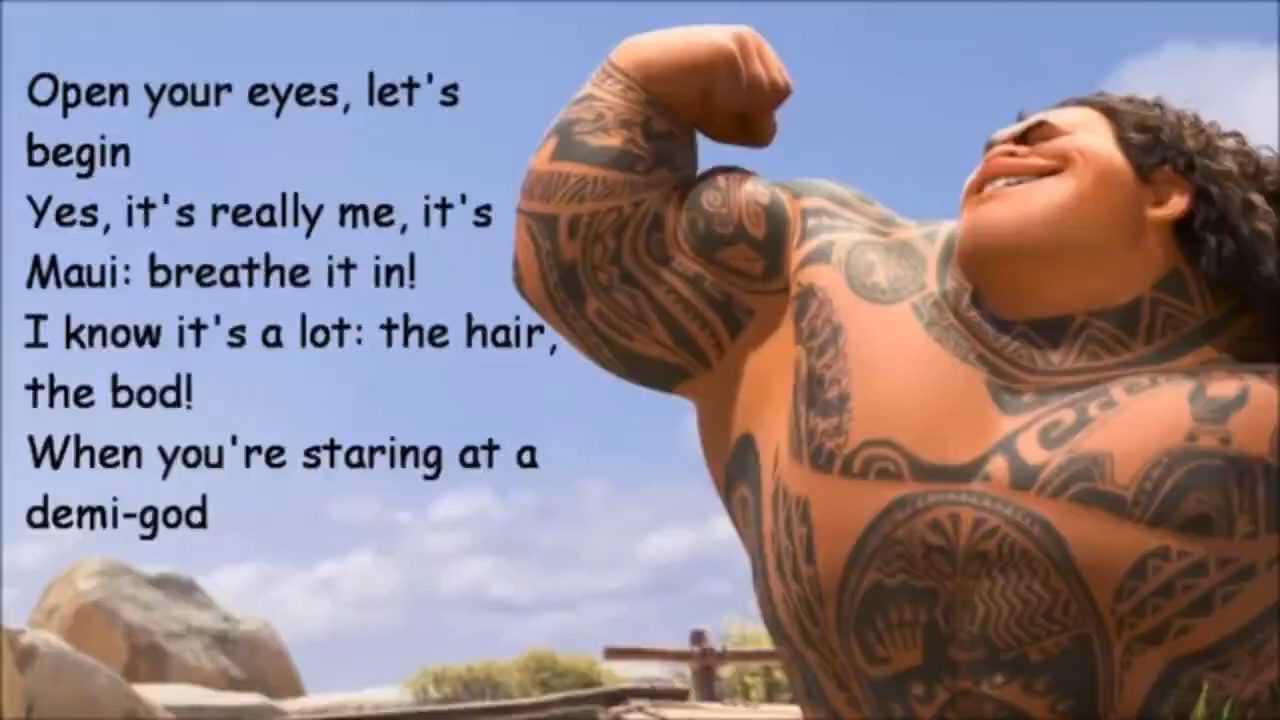 Open your eyes, let's
begin
Yes, it's really me, it's
Maui: breathe it in!
I know it's a lot: the hair,
the bod!
When you're staring at a
demi-god